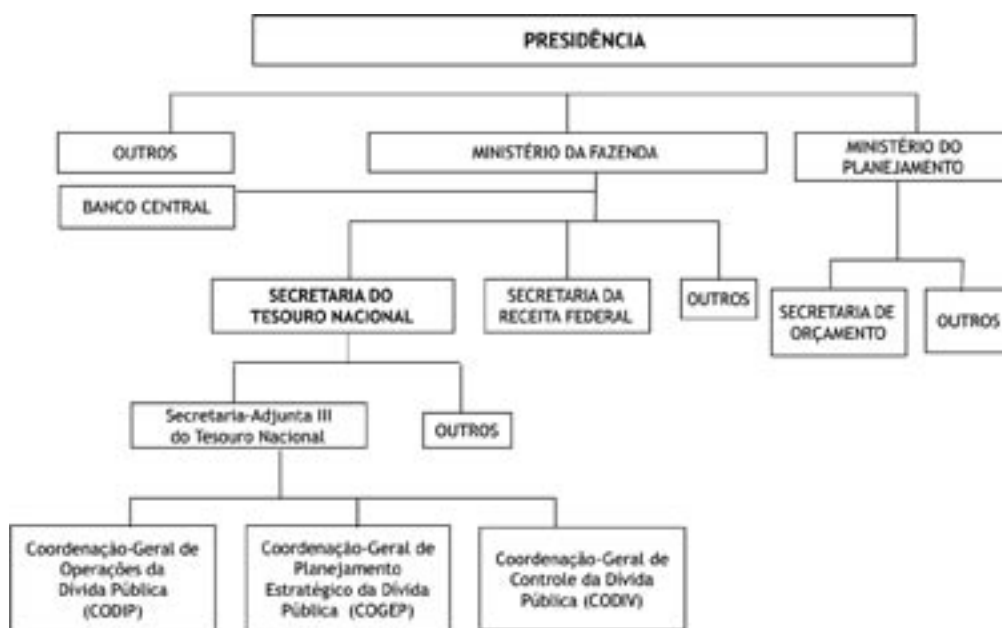 PRESIDÊNCIA
OUTROS
MINISTÉRIO DA FAZENDA
MINISTÉRIO DO
PLANEJAMENTO
BANCO CENTRAL
SECRETARIA DO
TESOURO NACIONAL
SECRETARIA DA
RECEITA FEDERAL
OUTROS
SECRETARIA DE
ORÇAMENTO
OUTROS
Secretaria-Adjunta III
do Tesouro Nacional
OUTROS
Coordenação-Geral de
Operações da
Dívida Pública
(CODIP)
Coordenação-Geral de
Planejamento
Estratégico da Dívida
Pública (COGEP)
Coordenação-Geral de
Controle da Dívida
Pública (CODIV)